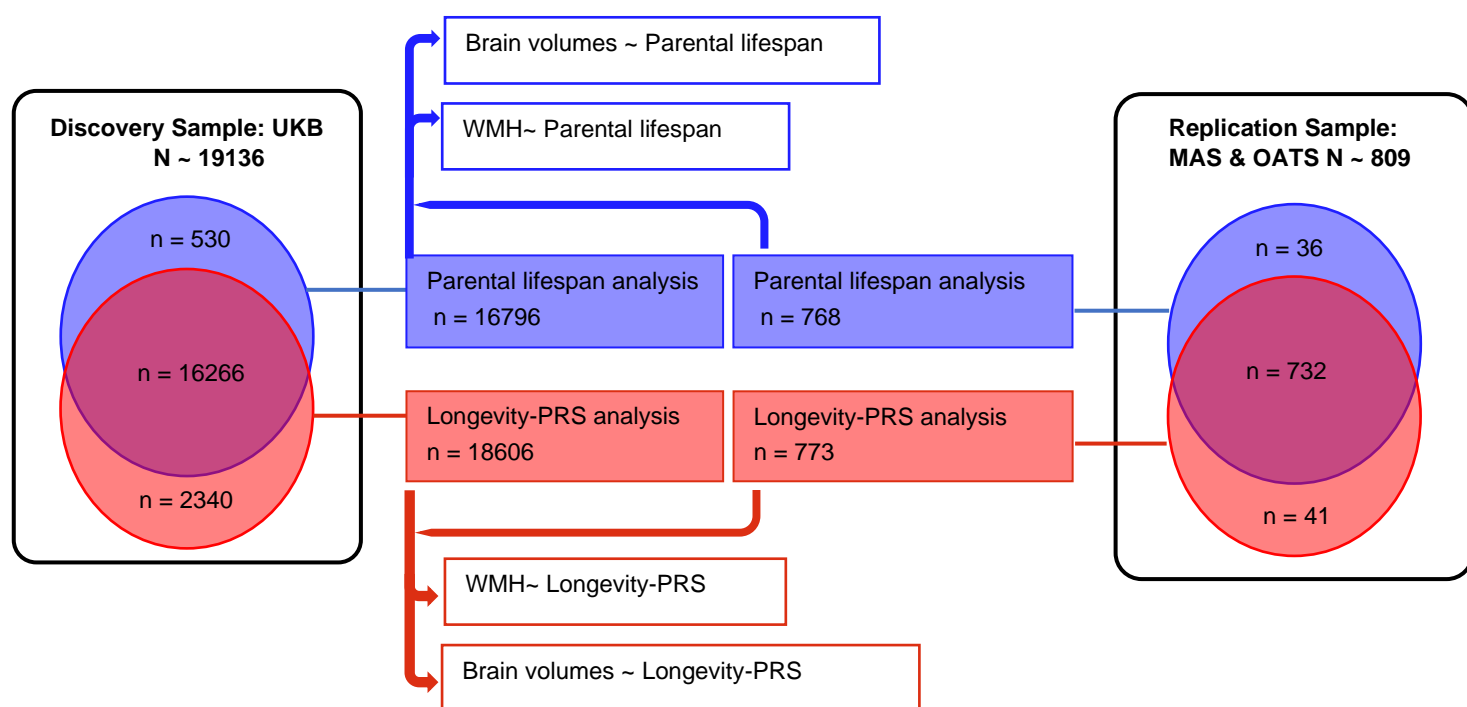 Brain volumes ~ Parental lifespan
WMH~ Parental lifespan
Discovery Sample: UKB
N ~ 19136
n = 530
n = 16266
n = 2340
Parental lifespan analysis
n = 16796
Parental lifespan analysis
n = 768
Longevity-PRS analysis
n = 18606
Longevity-PRS analysis
n = 773
WMH~ Longevity-PRS
Brain volumes ~ Longevity-PRS
Replication Sample:
MAS & OATS N ~ 809
n = 36
n = 732
n = 41